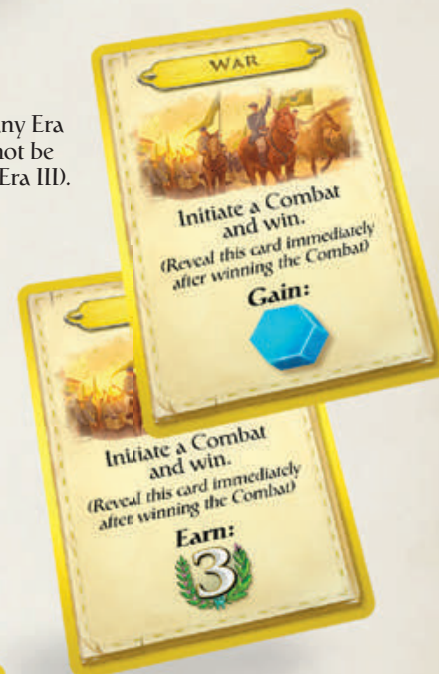 ny Era
not be
Era III).
WAR
Initiate a Combat
and win.
(Reveal this card immediately
after winning the Combat)
Gain:
Initiate a Combat
and win.
(Reveal this card immediately
after winning the Combat)
Earn:
3